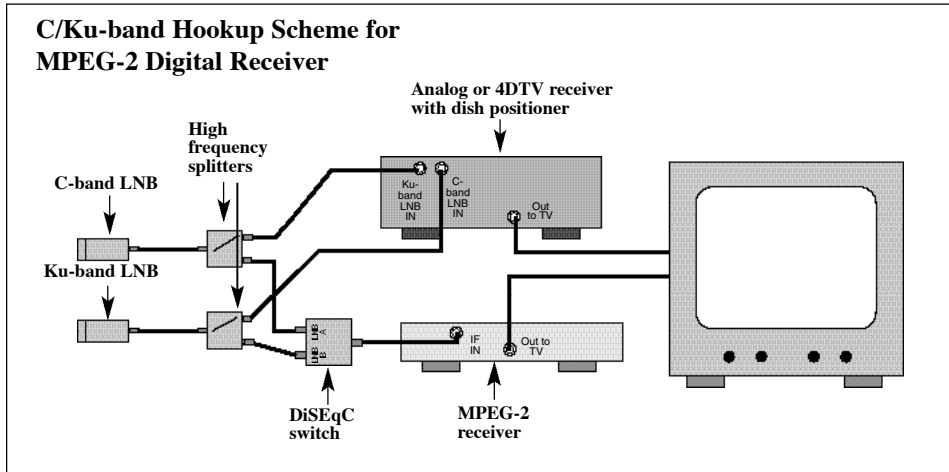 C/Ku-band Hookup Scheme for
MPEG-2 Digital Receiver
Analog or 4DTV receiver
with dish positioner
High
frequency
splitters
C-band LNB
Ku-band LNB
Ku-
band
LNB
IN
C-
band
LNB
IN
Out
to TV
LNB
A
LNB
B
IF
IN
Out to
TV
DiSEqC
switch
MPEG-2
receiver